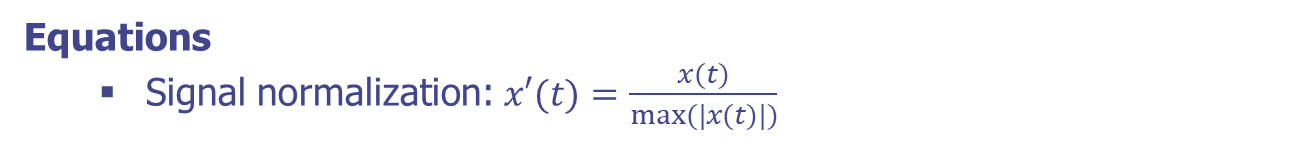 Equations
▪ Signal normalization: x′(t) = x(t) / max(|x(t)|)